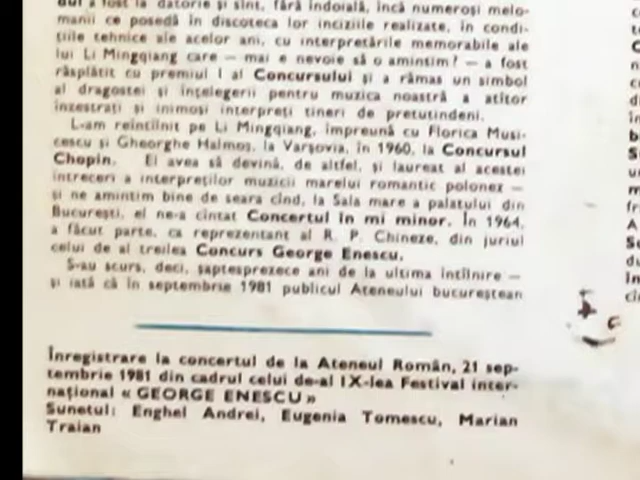 a fost la datorie și sînt, fără îndoială, încă numeroși melo-
manii ce posedă în discoteca lor inciziile realizate, în condi-
țiile tehnice ale acelor ani, cu interpretările memorabile ale
lui Li Mingqiang care — mai e nevoie să o amintim? — a fost
răsplătit cu premiul I al Concursului și a rămas un simbol
al dragostei și înțelegerii pentru muzica noastră a atîtor
înzestrați și inimoși interpreți tineri de pretutindeni.
L-am reîntîlnit pe Li Mingqiang, împreună cu Florica Musi-
cescu și Gheorghe Halmoș, la Varșovia, în 1960, la Concursul
Chopin. El avea să devină, de altfel, și laureat al acestei
întreceri a interpreților muzicii marelui romantic polonez —
și ne amintim bine de seara cînd, la Sala mare a palatului din
București, el ne-a cîntat Concertul în mi minor. În 1964,
a făcut parte, ca reprezentant al R. P. Chineze, din juriul
celui de al treilea Concurs George Enescu.
S-au scurs, deci, șaptesprezece ani de la ultima întîlnire —
și iată că în septembrie 1981 publicul Ateneului bucureștean
Înregistrare la concertul de la Ateneul Român, 21 sep-
tembrie 1981 din cadrul celui de-al IX-lea Festival inter-
național « GEORGE ENESCU »
Sunetul: Enghel Andrei, Eugenia Tomescu, Marian
Traian